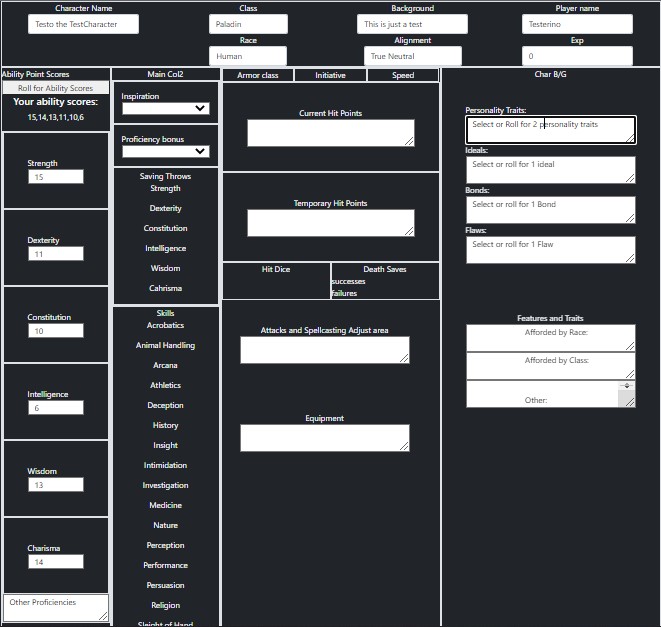 Character Name
Class
Background
Player name
Testo the TestCharacter
Paladin
This is just a test
Testerino
Race
Alignment
Exp
Human
True Neutral
0
Ability Point Scores
Roll for Ability Scores
Your ability scores:
15,14,13,11,10,6
Strength
15
Dexterity
11
Constitution
10
Intelligence
6
Wisdom
13
Charisma
14
Other Proficiencies
Main Col2
Inspiration
Proficiency bonus
Saving Throws
Strength
Dexterity
Constitution
Intelligence
Wisdom
Cahrisma
Skills
Acrobatics
Animal Handling
Arcana
Athletics
Deception
History
Insight
Intimidation
Investigation
Medicine
Nature
Perception
Performance
Persuasion
Religion
Sleight of Hand
Armor class
Initiative
Speed
Current Hit Points
Temporary Hit Points
Hit Dice
Death Saves
successes
failures
Attacks and Spellcasting Adjust area
Equipment
Char B/G
Personality Traits:
Select or Roll for 2 personality traits
Ideals:
Select or roll for 1 ideal
Bonds:
Select or roll for 1 Bond
Flaws:
Select or roll for 1 Flaw
Features and Traits
Afforded by Race:
Afforded by Class:
Other: